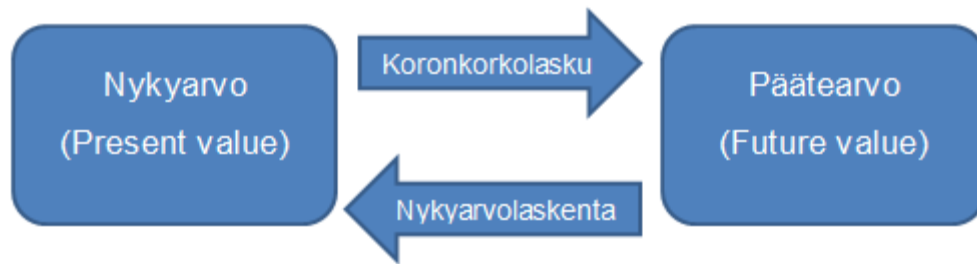 Nykyarvo
(Present value)
Koronkorkolasku
Päätearvo
(Future value)
Nykyarvolaskenta